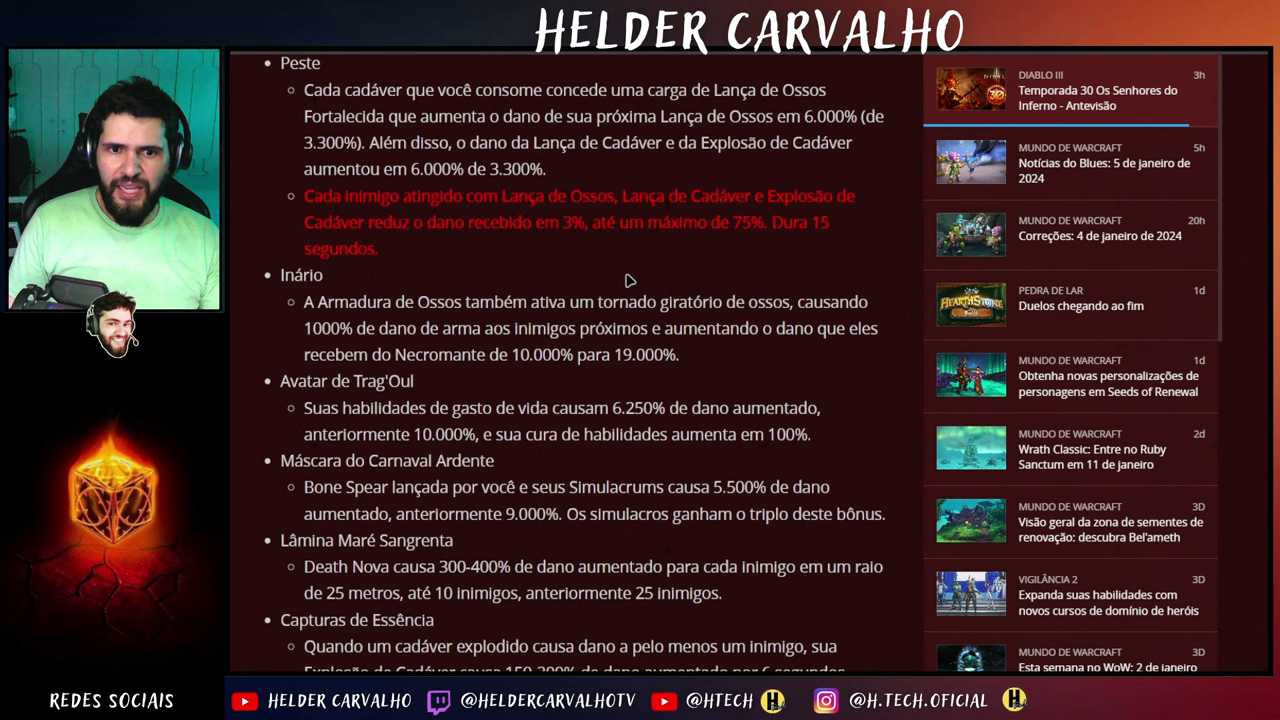 HELDER CARVALHO
Peste
Cada cadáver que você consome concede uma carga de Lança de Ossos
Fortalecida que aumenta o dano de sua próxima Lança de Ossos em 6.000% (de
3.300%). Além disso, o dano da Lança de Cadáver e da Explosão de Cadáver
aumentou em 6.000% de 3.300%.
Cada inimigo atingido com Lança de Ossos, Lança de Cadáver e Explosão de
Cadáver reduz o dano recebido em 3%, até um máximo de 75%. Dura 15
segundos.
Inário
A Armadura de Ossos também ativa um tornado giratório de ossos, causando
1000% de dano de arma aos inimigos próximos e aumentando o dano que eles
recebem do Necromante de 10.000% para 19.000%.
Avatar de Trag'Oul
Suas habilidades de gasto de vida causam 6.250% de dano aumentado,
anteriormente 10.000%, e sua cura de habilidades aumenta em 100%.
Máscara do Carnaval Ardente
Bone Spear lançada por você e seus Simulacrums causa 5.500% de dano
aumentado, anteriormente 9.000%. Os simulacros ganham o triplo deste bônus.
Lâmina Maré Sangrenta
Death Nova causa 300-400% de dano aumentado para cada inimigo em um raio
de 25 metros, até 10 inimigos, anteriormente 25 inimigos.
Capturas de Essência
Quando um cadáver explodido causa dano a pelo menos um inimigo, sua
Explosão de Cadáver causa 150-200% de dano aumentado por 6 segundos
DIABLO III 3h
Temporada 30 Os Senhores do
Inferno - Antevisão
30
MUNDO DE WARCRAFT 5h
Notícias do Blues: 5 de janeiro de
2024
MUNDO DE WARCRAFT 20h
Correções: 4 de janeiro de 2024
PEDRA DE LAR 1d
Duelos chegando ao fim
HEARTHSTONE
MUNDO DE WARCRAFT 1d
Obtenha novas personalizações de
personagens em Seeds of Renewal
MUNDO DE WARCRAFT 2d
Wrath Classic: Entre no Ruby
Sanctum em 11 de janeiro
MUNDO DE WARCRAFT 3D
Visão geral da zona de sementes de
renovação: descubra Bel'ameth
VIGILÂNCIA 2 3D
Expanda suas habilidades com
novos cursos de domínio de heróis
MUNDO DE WARCRAFT 3D
Esta semana no WoW: 2 de janeiro
REDES SOCIAIS HELDER CARVALHO @HELDERCARVALHOTV @HTECH H @H.TECH.OFICIAL H